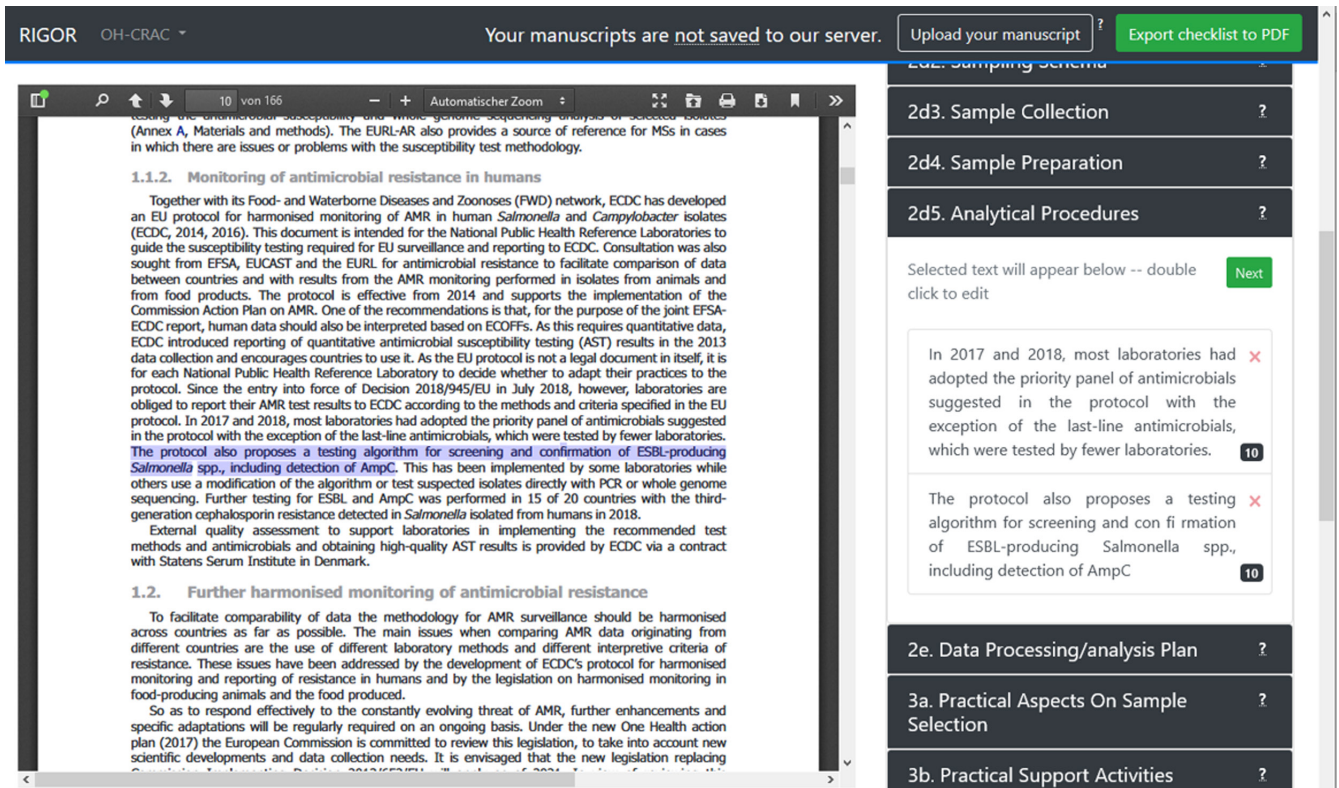 RIGOR OH-CRAC Your manuscripts are not saved to our server. Upload your manuscript ? Export checklist to PDF
10 von 166 Automatischer Zoom
(Annex A, Materials and methods). The EURL-AR also provides a source of reference for MSs in cases
in which there are issues or problems with the susceptibility test methodology.
1.1.2. Monitoring of antimicrobial resistance in humans
Together with its Food- and Waterborne Diseases and Zoonoses (FWD) network, ECDC has developed
an EU protocol for harmonised monitoring of AMR in human Salmonella and Campylobacter isolates
(ECDC, 2014, 2016). This document is intended for the National Public Health Reference Laboratories to
guide the susceptibility testing required for EU surveillance and reporting to ECDC. Consultation was also
sought from EFSA, EUCAST and the EURL for antimicrobial resistance to facilitate comparison of data
between countries and with results from the AMR monitoring performed in isolates from animals and
from food products. The protocol is effective from 2014 and supports the implementation of the
Commission Action Plan on AMR. One of the recommendations is that, for the purpose of the joint EFSA-
ECDC report, human data should also be interpreted based on ECOFFs. As this requires quantitative data,
ECDC introduced reporting of quantitative antimicrobial susceptibility testing (AST) results in the 2013
data collection and encourages countries to use it. As the EU protocol is not a legal document in itself, it is
for each National Public Health Reference Laboratory to decide whether to adapt their practices to the
protocol. Since the entry into force of Decision 2018/945/EU in July 2018, however, laboratories are
obliged to report their AMR test results to ECDC according to the methods and criteria specified in the EU
protocol. In 2017 and 2018, most laboratories had adopted the priority panel of antimicrobials suggested
in the protocol with the exception of the last-line antimicrobials, which were tested by fewer laboratories.
The protocol also proposes a testing algorithm for screening and confirmation of ESBL-producing
Salmonella spp., including detection of AmpC. This has been implemented by some laboratories while
others use a modification of the algorithm or test suspected isolates directly with PCR or whole genome
sequencing. Further testing for ESBL and AmpC was performed in 15 of 20 countries with the third-
generation cephalosporin resistance detected in Salmonella isolated from humans in 2018.
External quality assessment to support laboratories in implementing the recommended test
methods and antimicrobials and obtaining high-quality AST results is provided by ECDC via a contract
with Statens Serum Institute in Denmark.
1.2. Further harmonised monitoring of antimicrobial resistance
To facilitate comparability of data the methodology for AMR surveillance should be harmonised
across countries as far as possible. The main issues when comparing AMR data originating from
different countries are the use of different laboratory methods and different interpretive criteria of
resistance. These issues have been addressed by the development of ECDC's protocol for harmonised
monitoring and reporting of resistance in humans and by the legislation on harmonised monitoring in
food-producing animals and the food produced.
So as to respond effectively to the constantly evolving threat of AMR, further enhancements and
specific adaptations will be regularly required on an ongoing basis. Under the new One Health action
plan (2017) the European Commission is committed to review this legislation, to take into account new
scientific developments and data collection needs. It is envisaged that the new legislation replacing
2d2. Sampling Schema
2d3. Sample Collection ?
2d4. Sample Preparation ?
2d5. Analytical Procedures ?
Selected text will appear below -- double
click to edit
Next
In 2017 and 2018, most laboratories had
adopted the priority panel of antimicrobials
suggested in the protocol with the
exception of the last-line antimicrobials,
which were tested by fewer laboratories. 10
The protocol also proposes a testing
algorithm for screening and con fi rmation
of ESBL-producing Salmonella spp.,
including detection of AmpC 10
2e. Data Processing/analysis Plan ?
3a. Practical Aspects On Sample ?
Selection
3b. Practical Support Activities ?